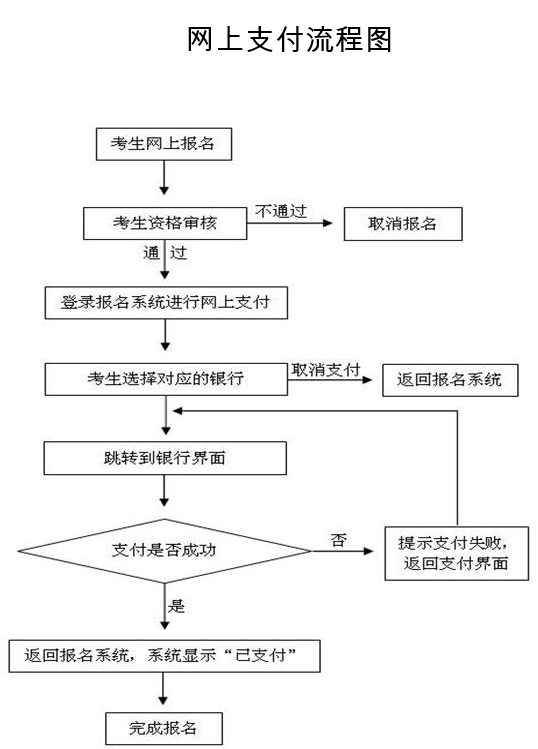 网上支付流程图
考生网上报名
考生资格审核
不通过
取消报名
通 过
登录报名系统进行网上支付
考生选择对应的银行
取消支付
返回报名系统
跳转到银行界面
支付是否成功
否
提示支付失败，
返回支付界面
是
返回报名系统，系统显示“已支付”
完成报名